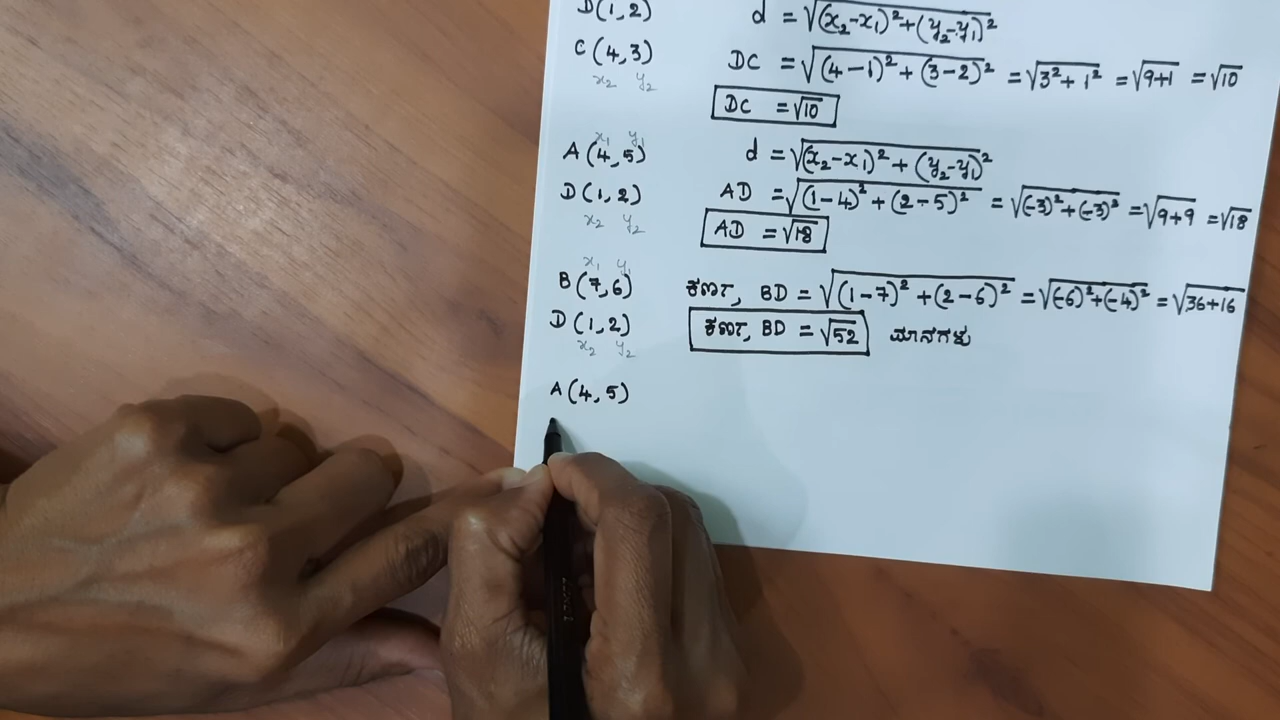 D(1,2) d = √(x₂-x₁)²+(y₂-y₁)²
C(4,3) DC = √(4-1)²+(3-2)² = √3²+1² = √9+1 = √10
x₂ y₂
DC = √10
x₁ y₁
A(4,5) d = √(x₂-x₁)²+(y₂-y₁)²
D(1,2) AD = √(1-4)²+(2-5)² = √(-3)²+(-3)² = √9+9 = √18
x₂ y₂
AD = √18
x₁ y₁
B(7,6) ಕರ್ಣ, BD = √(1-7)²+(2-6)² = √(-6)²+(-4)² = √36+16
D(1,2) ಕರ್ಣ, BD = √52 ಮಾನಗಳು
x₂ y₂
A(4,5)